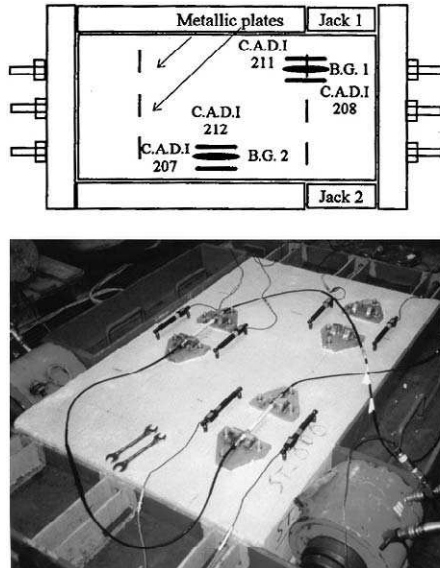 Metallic plates
Jack 1
C.A.D.I
211
B.G. 1
C.A.D.I
208
C.A.D.I
212
C.A.D.I
207
B.G. 2
Jack 2